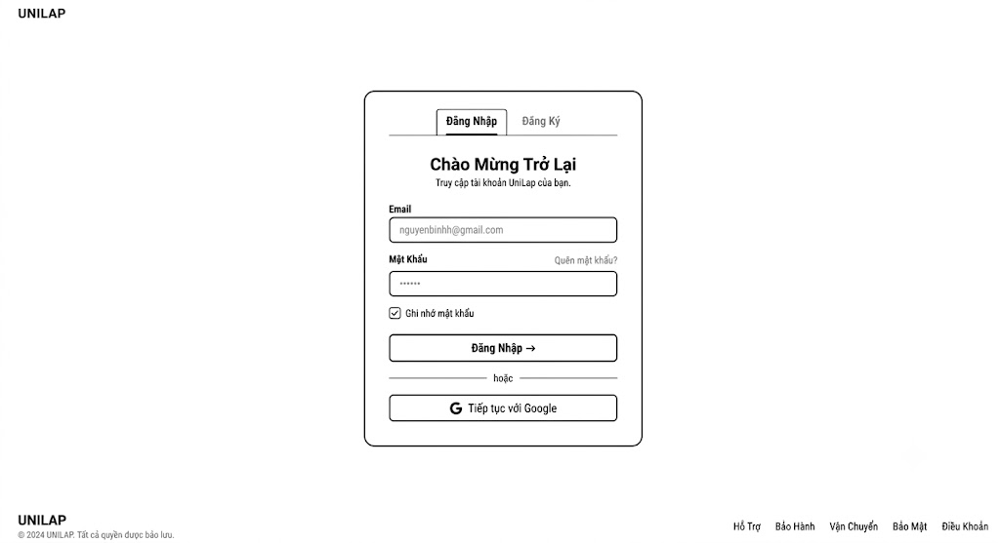 UNILAP
Đăng Nhập Đăng Ký
Chào Mừng Trở Lại
Truy cập tài khoản UniLap của bạn.
Email
nguyenbinhh@gmail.com
Mật Khẩu Quên mật khẩu?
••••••
Ghi nhớ mật khẩu
Đăng Nhập →
hoặc
G Tiếp tục với Google
UNILAP
© 2024 UNILAP. Tất cả quyền được bảo lưu.
Hỗ Trợ Bảo Hành Vận Chuyển Bảo Mật Điều Khoản